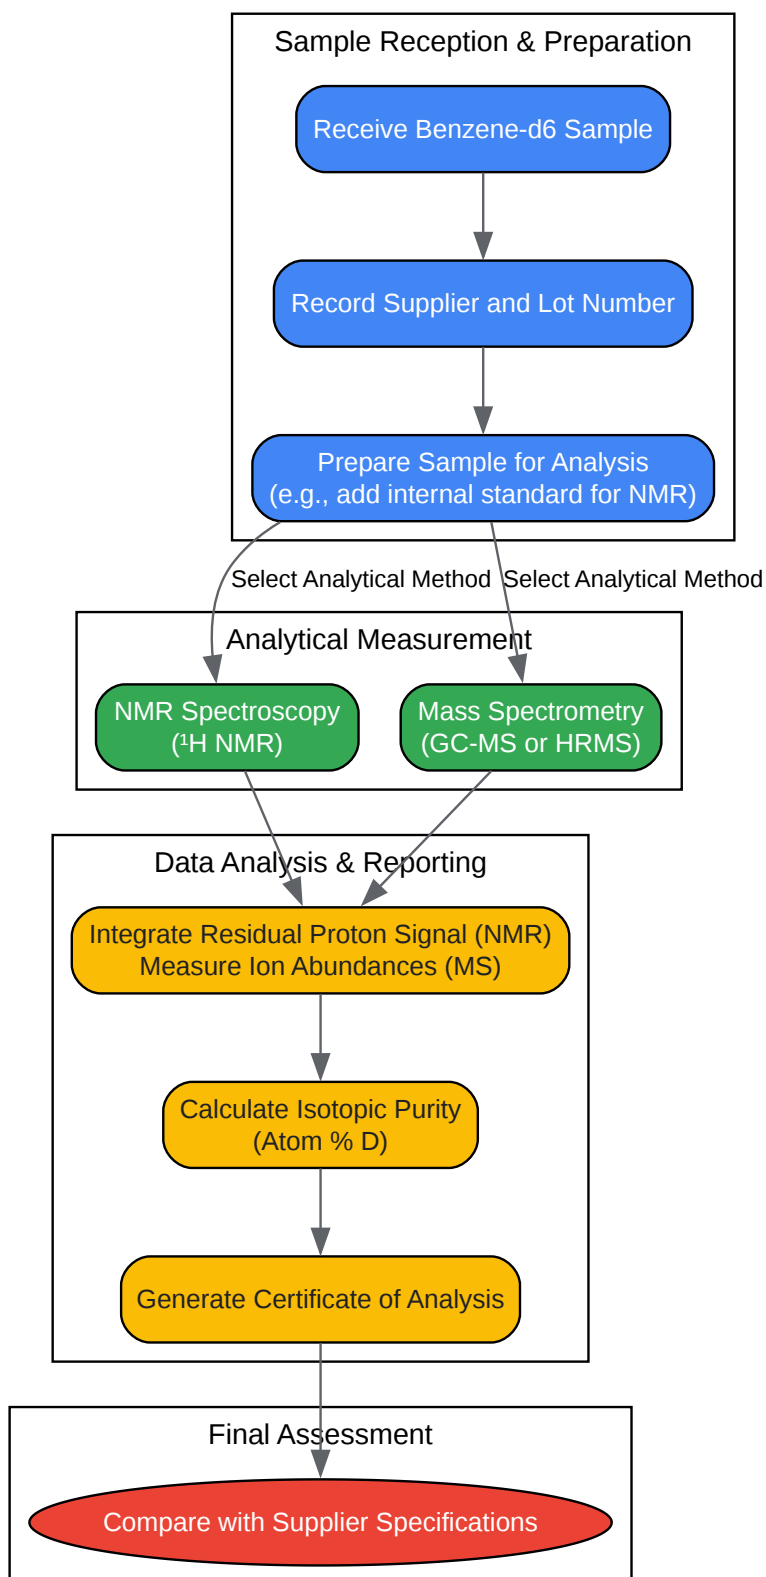 Sample Reception & Preparation
Receive Benzene-d6 Sample
Record Supplier and Lot Number
Prepare Sample for Analysis
(e.g., add internal standard for NMR)
Select Analytical Method
Select Analytical Method
Analytical Measurement
NMR Spectroscopy
(¹H NMR)
Mass Spectrometry
(GC-MS or HRMS)
Data Analysis & Reporting
Integrate Residual Proton Signal (NMR)
Measure Ion Abundances (MS)
Calculate Isotopic Purity
(Atom % D)
Generate Certificate of Analysis
Final Assessment
Compare with Supplier Specifications